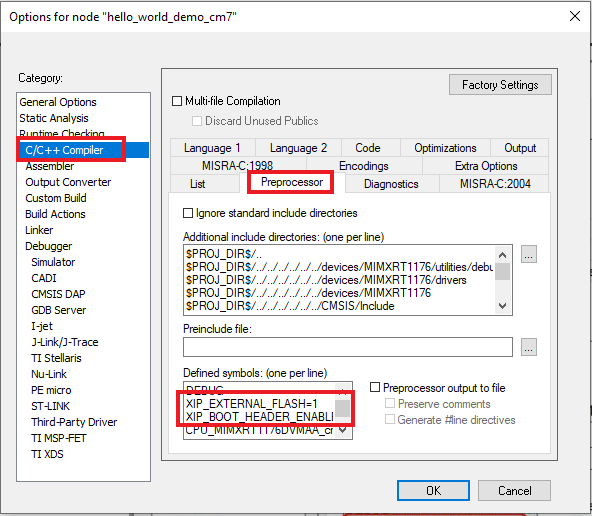 Options for node "hello_world_demo_cm7"
Category:
Factory Settings
Multi-file Compilation
Discard Unused Publics
General Options
Static Analysis
Runtime Checking
C/C++ Compiler
Assembler
Output Converter
Custom Build
Build Actions
Linker
Debugger
Simulator
CADI
CMSIS DAP
GDB Server
I-jet
J-Link/J-Trace
TI Stellaris
Nu-Link
PE micro
ST-LINK
Third-Party Driver
TI MSP-FET
TI XDS
Language 1 Language 2 Code Optimizations Output
MISRA-C:1998 Encodings Extra Options
List Preprocessor Diagnostics MISRA-C:2004
Ignore standard include directories
Additional include directories: (one per line)
$PROJ_DIR$/..
$PROJ_DIR$/../../../../../../devices/MIMXRT1176/utilities/debu
$PROJ_DIR$/../../../../../../devices/MIMXRT1176/drivers
$PROJ_DIR$/../../../../../../devices/MIMXRT1176
$PROJ_DIR$/../../../../../../CMSIS/Include
...
Preinclude file:
...
Defined symbols: (one per line)
DEBUG
XIP_EXTERNAL_FLASH=1
XIP_BOOT_HEADER_ENABL
CPU_MIMXRT1176DVMAA_cr
Preprocessor output to file
Preserve comments
Generate #line directives
OK Cancel